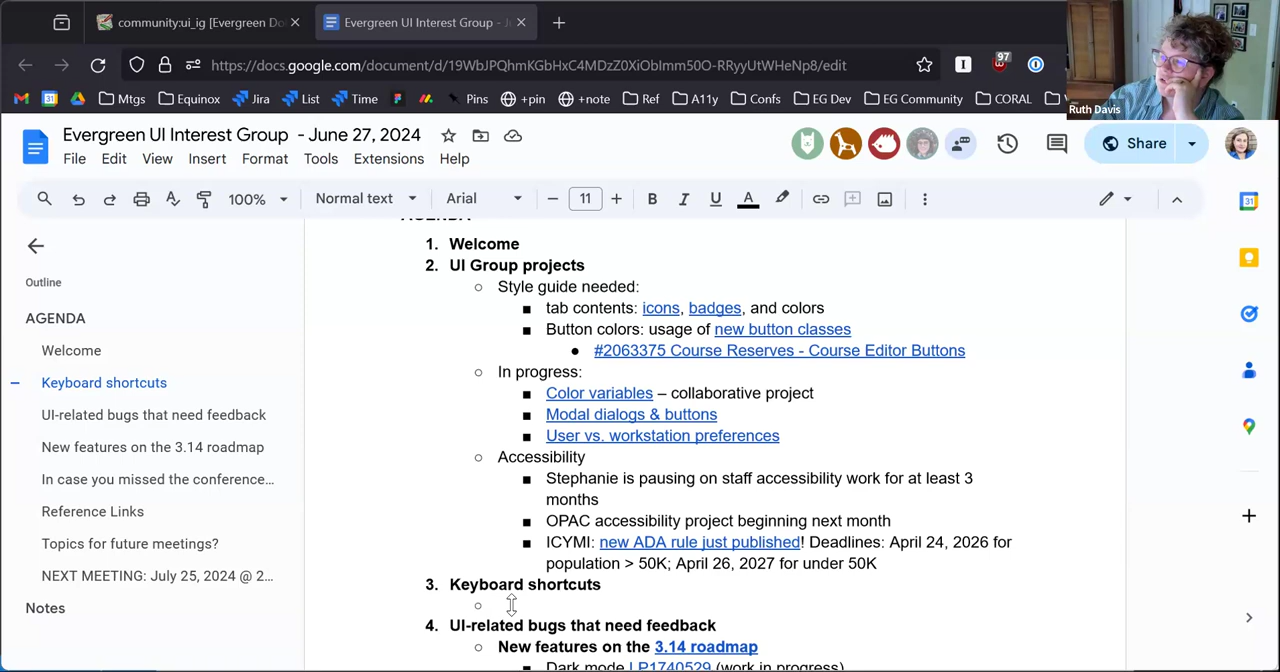 community:ui_ig [Evergreen Do
Evergreen UI Interest Group - J
https://docs.google.com/document/d/19WbJPQhmKGbHxC4MDzZ0XiObImm50O-RRyyUtWHeNp8/edit
97
Mtgs Equinox Jira List Time Pins +pin +note Ref A11y Confs EG Dev EG Community CORAL
Ruth Davis
Evergreen UI Interest Group - June 27, 2024
File Edit View Insert Format Tools Extensions Help
Share
100% Normal text Arial 11 B I U A
31
AGENDA
Outline
AGENDA
Welcome
Keyboard shortcuts
UI-related bugs that need feedback
New features on the 3.14 roadmap
In case you missed the conference...
Reference Links
Topics for future meetings?
NEXT MEETING: July 25, 2024 @ 2...
Notes
1. Welcome
2. UI Group projects
Style guide needed:
tab contents: icons, badges, and colors
Button colors: usage of new button classes
#2063375 Course Reserves - Course Editor Buttons
In progress:
Color variables – collaborative project
Modal dialogs & buttons
User vs. workstation preferences
Accessibility
Stephanie is pausing on staff accessibility work for at least 3
months
OPAC accessibility project beginning next month
ICYMI: new ADA rule just published! Deadlines: April 24, 2026 for
population > 50K; April 26, 2027 for under 50K
3. Keyboard shortcuts
4. UI-related bugs that need feedback
New features on the 3.14 roadmap
Dark mode LP1740529 (work in progress)